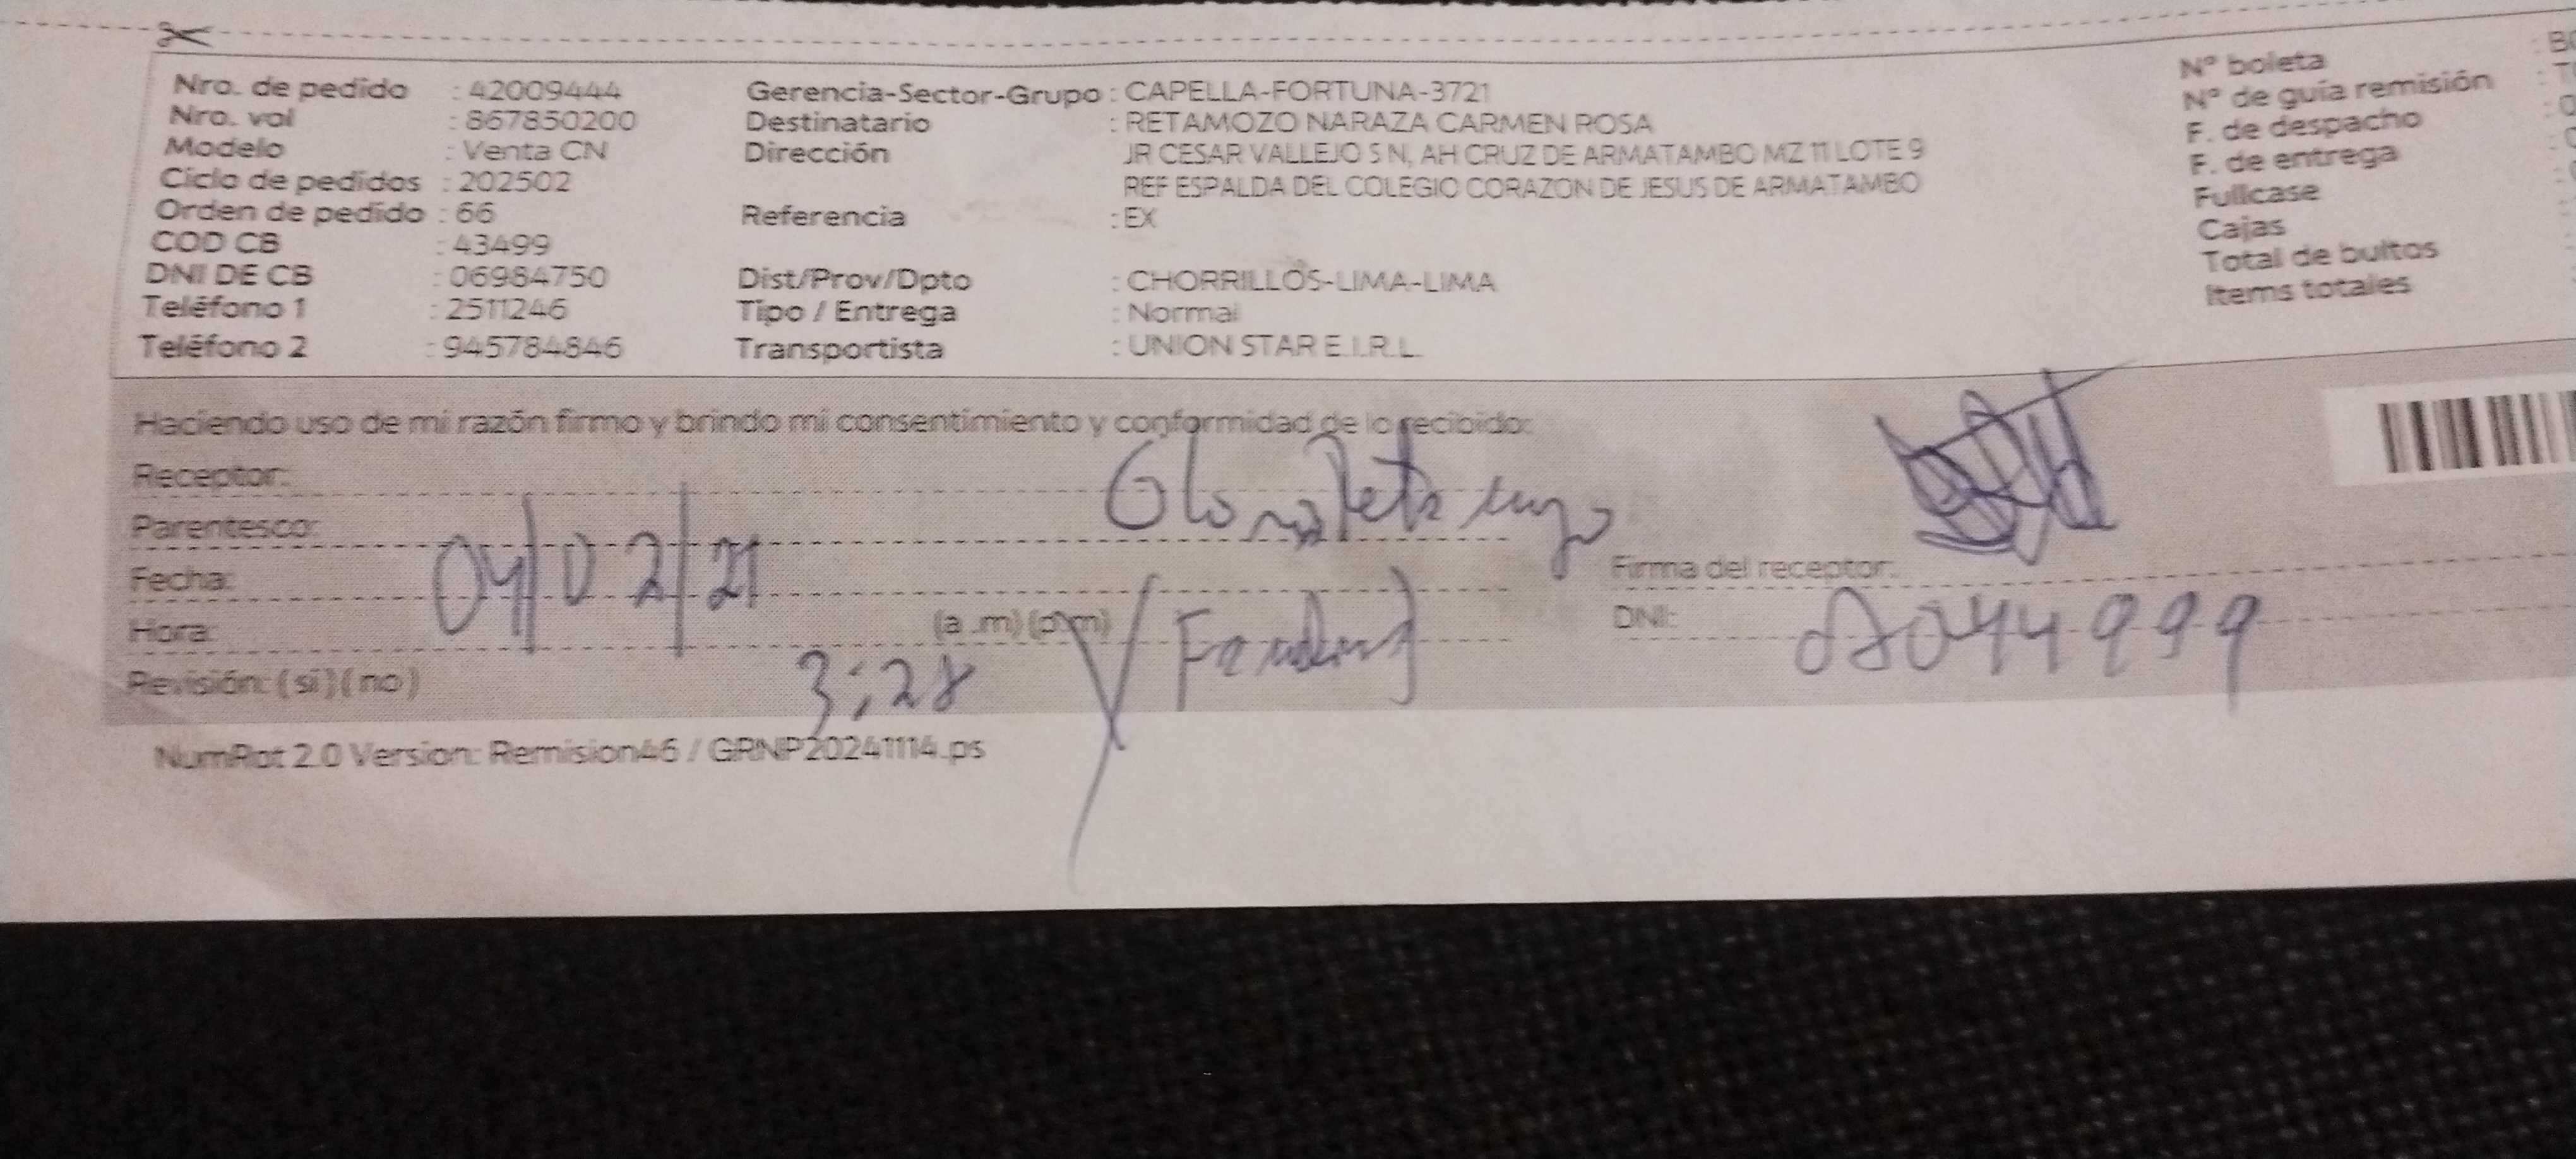 Nro. de pedido : 42009444
Nro. vol : 867850200
Modelo : Venta CN
Ciclo de pedidos : 202502
Orden de pedido : 66
COD CB : 43499
DNI DE CB : 06984750
Teléfono 1 : 2511246
Teléfono 2 : 945784846
Gerencia-Sector-Grupo : CAPELLA-FORTUNA-3721
Destinatario : RETAMOZO NARAZA CARMEN ROSA
Dirección JR CESAR VALLEJO S N, AH CRUZ DE ARMATAMBO MZ 11 LOTE 9
REF ESPALDA DEL COLEGIO CORAZON DE JESUS DE ARMATAMBO
Referencia : EX
Dist/Prov/Dpto : CHORRILLOS-LIMA-LIMA
Tipo / Entrega : Normal
Transportista : UNION STAR E.I.R.L.
N° boleta
N° de guía remisión
F. de despacho
F. de entrega
Fullcase
Cajas
Total de bultos
Items totales
Haciendo uso de mi razón firmo y brindo mi consentimiento y conformidad de lo recibido:
Receptor:
Parentesco:
Fecha: 04/02/
Hora: 3:28 (a .m) (p.m)
Revisión: (si) (no)
Firma del receptor:
DNI: 08044999
NumRot 2.0 Version: Remision46 / GRNP20241114.ps